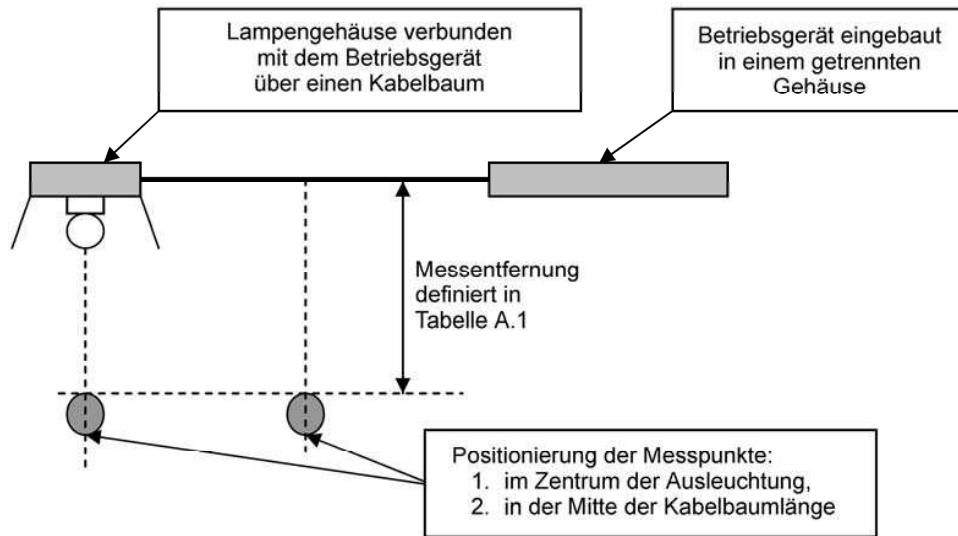 Lampengehäuse verbunden
mit dem Betriebsgerät
über einen Kabelbaum
Betriebsgerät eingebaut
in einem getrennten
Gehäuse
Messentfernung
definiert in
Tabelle A.1
Positionierung der Messpunkte:
1. im Zentrum der Ausleuchtung,
2. in der Mitte der Kabelbaumlänge